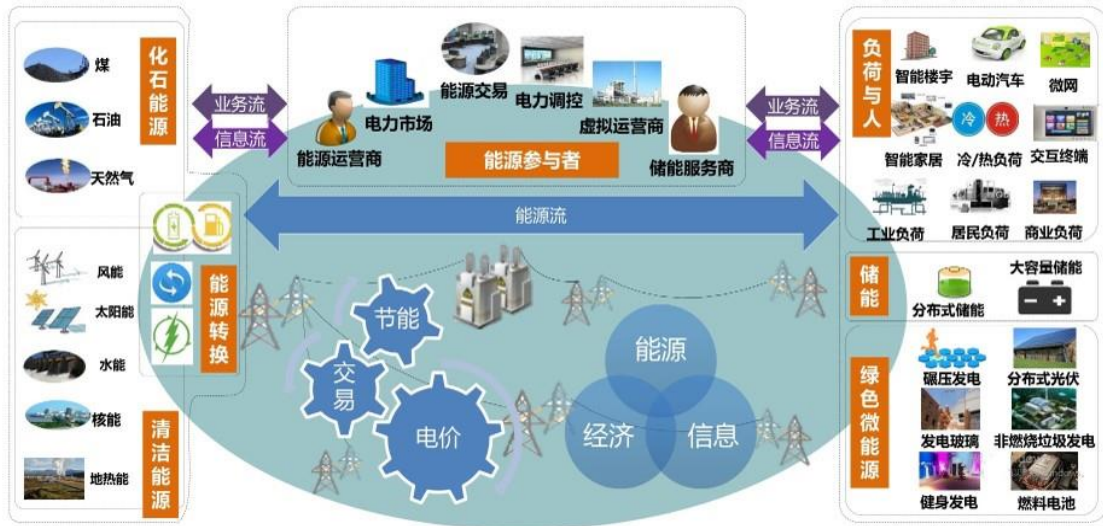 化石能源
煤
石油
天然气
风能
太阳能
水能
核能
地热能
清洁能源
能源转换
业务流
信息流
能源运营商
电力市场
能源交易
电力调控
虚拟运营商
储能服务商
能源参与者
业务流
信息流
能源流
节能
交易
电价
能源
经济
信息
负荷与人
智能楼宇
电动汽车
微网
智能家居
冷
热
冷/热负荷
交互终端
工业负荷
居民负荷
商业负荷
储能
分布式储能
大容量储能
绿色微能源
碾压发电
分布式光伏
发电玻璃
非燃烧垃圾发电
健身发电
燃料电池